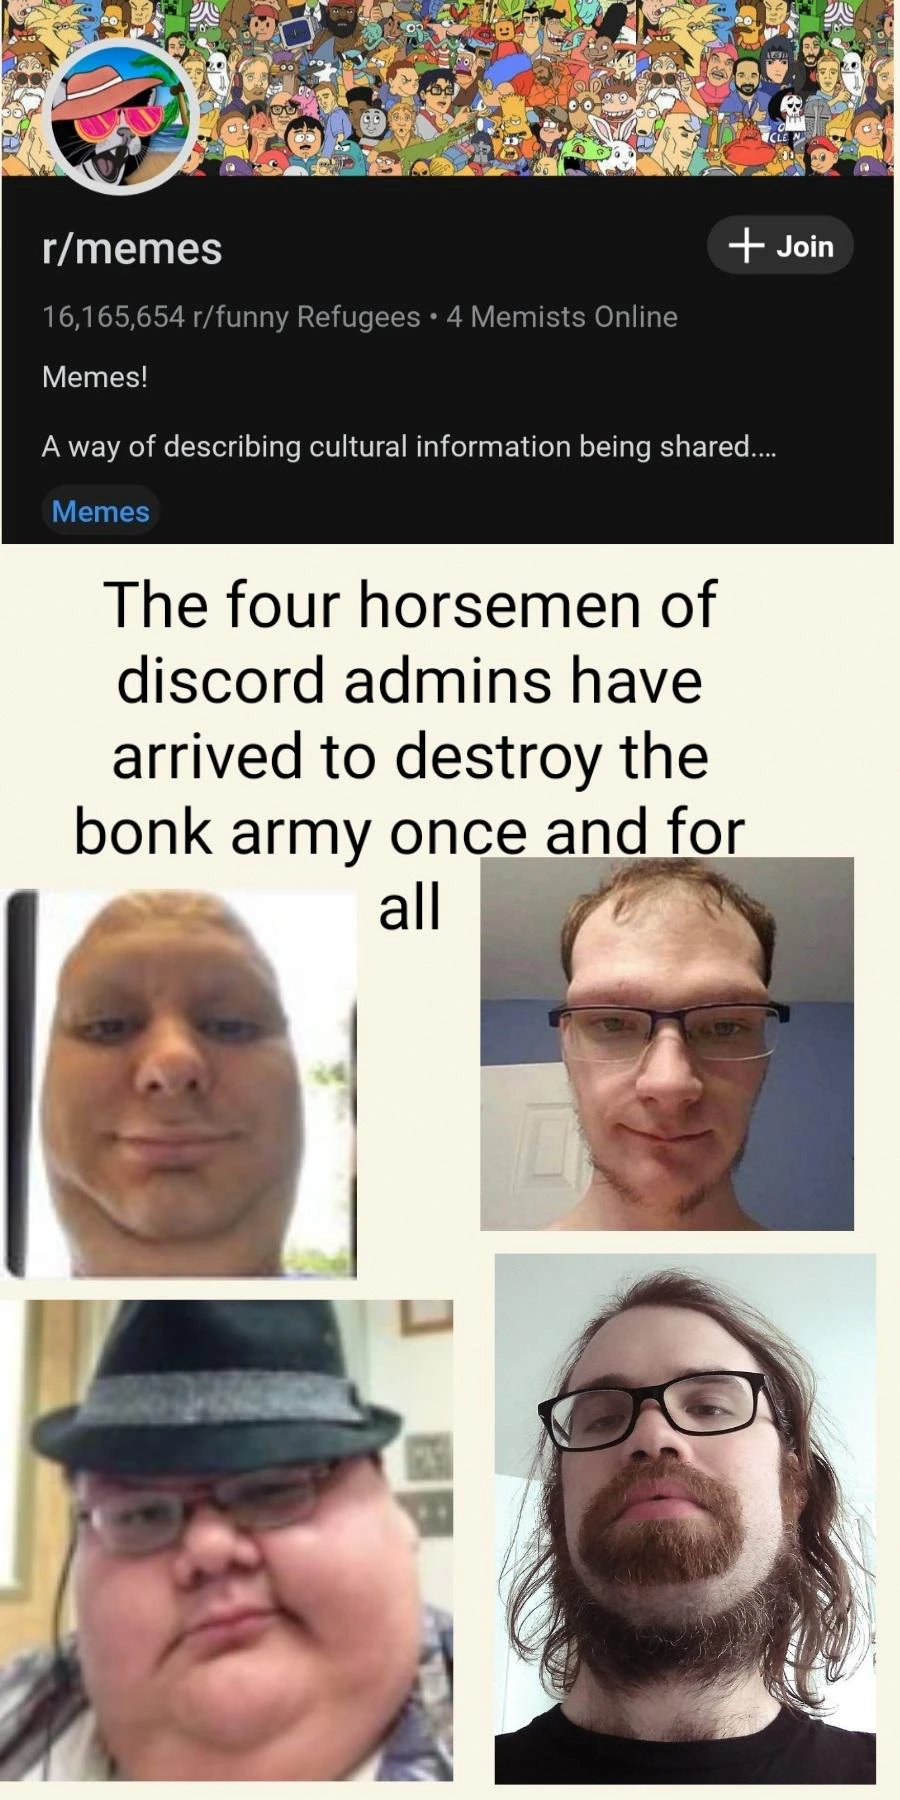 r/memes
Join
16,165,654 r/funny Refugees • 4 Memists Online
Memes!
A way of describing cultural information being shared....
Memes
The four horsemen of
discord admins have
arrived to destroy the
bonk army once and for
all